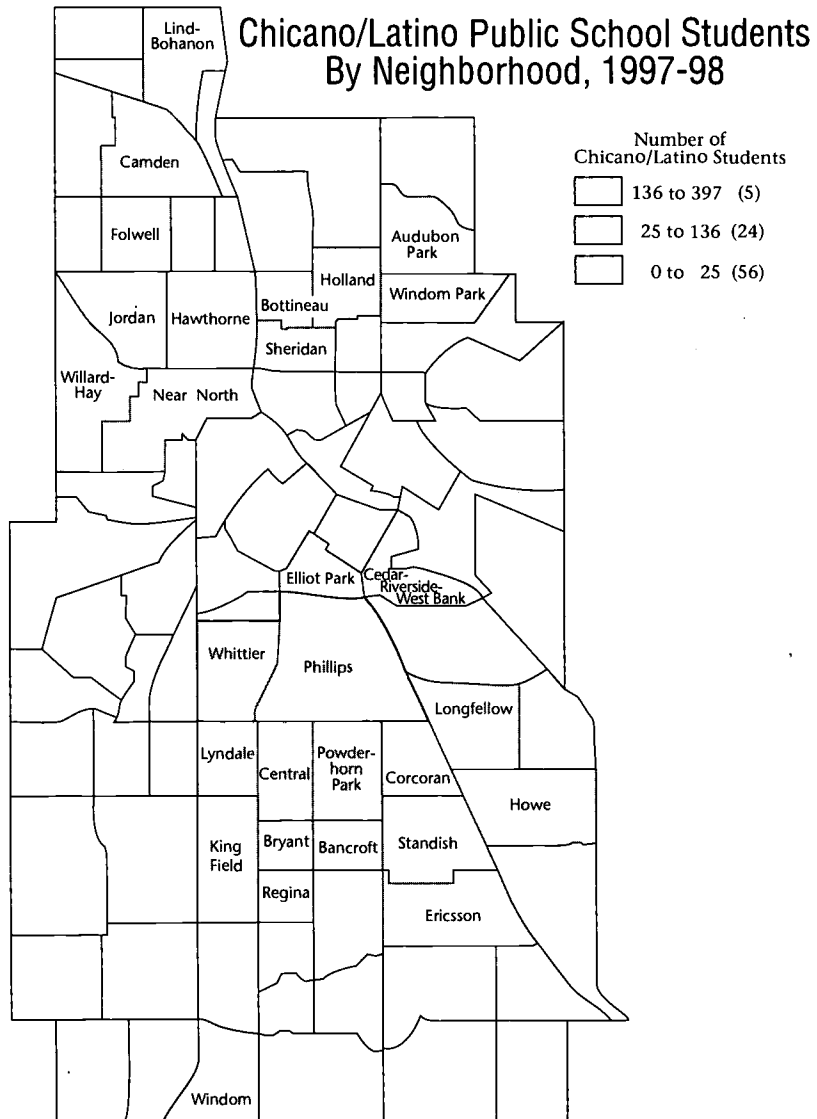 Chicano/Latino Public School Students
By Neighborhood, 1997-98
Number of
Chicano/Latino Students
136 to 397 (5)
25 to 136 (24)
0 to 25 (56)
Lind-
Bohanon
Camden
Folwell
Audubon
Park
Holland
Windom Park
Bottineau
Jordan
Hawthorne
Sheridan
Willard-
Hay
Near North
Elliot Park
Cedar-
Riverside-
West Bank
Whittier
Phillips
Longfellow
Lyndale
Central
Powder-
horn
Park
Corcoran
Howe
King
Field
Bryant
Bancroft
Standish
Regina
Ericsson
Windom